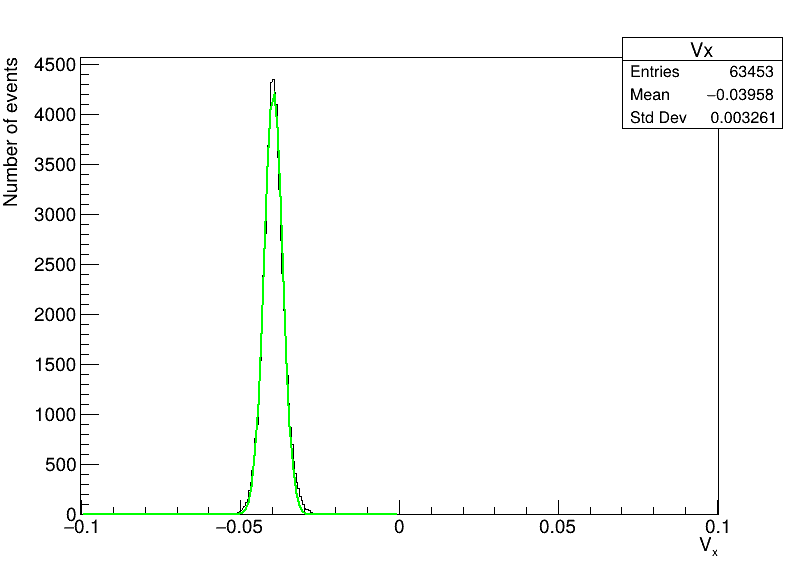 Vx
Entries 63453
Mean −0.03958
Std Dev 0.003261
Number of events
4500
4000
3500
3000
2500
2000
1500
1000
500
0
−0.1 −0.05 0 0.05 0.1
Vx